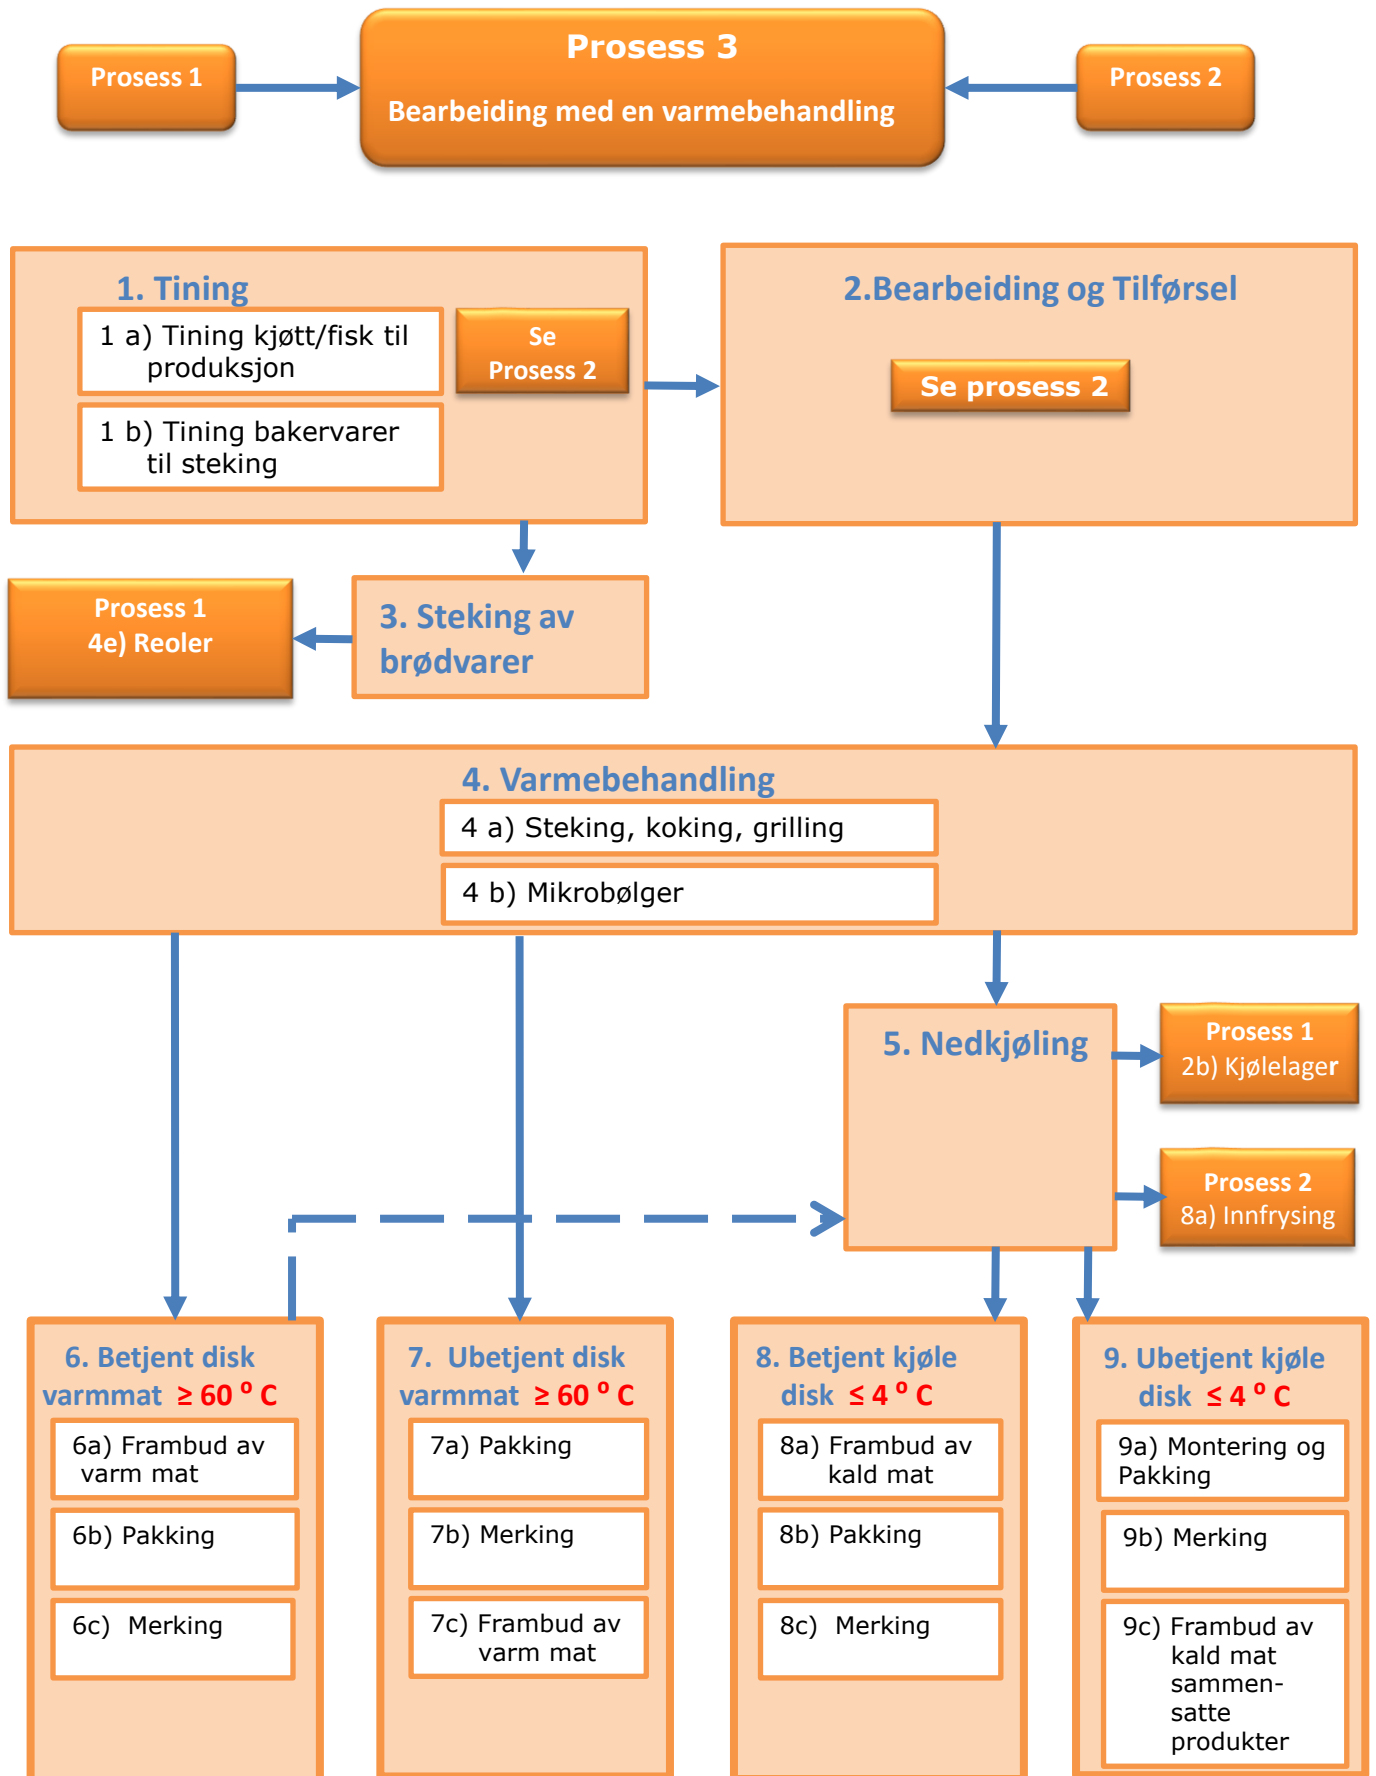 Prosess 3
Bearbeiding med en varmebehandling
Prosess 1
Prosess 2
1. Tining
1 a) Tining kjøtt/fisk til
produksjon
1 b) Tining bakervarer
til steking
Se
Prosess 2
2.Bearbeiding og Tilførsel
Se prosess 2
Prosess 1
4e) Reoler
3. Steking av
brødvarer
4. Varmebehandling
4 a) Steking, koking, grilling
4 b) Mikrobølger
5. Nedkjøling
Prosess 1
2b) Kjølelager
Prosess 2
8a) Innfrysing
6. Betjent disk
varmmat ≥ 60 ⁰ C
6a) Frambud av
varm mat
6b) Pakking
6c) Merking
7. Ubetjent disk
varmmat ≥ 60 ⁰ C
7a) Pakking
7b) Merking
7c) Frambud av
varm mat
8. Betjent kjøle
disk ≤ 4 ⁰ C
8a) Frambud av
kald mat
8b) Pakking
8c) Merking
9. Ubetjent kjøle
disk ≤ 4 ⁰ C
9a) Montering og
Pakking
9b) Merking
9c) Frambud av
kald mat
sammen-
satte
produkter